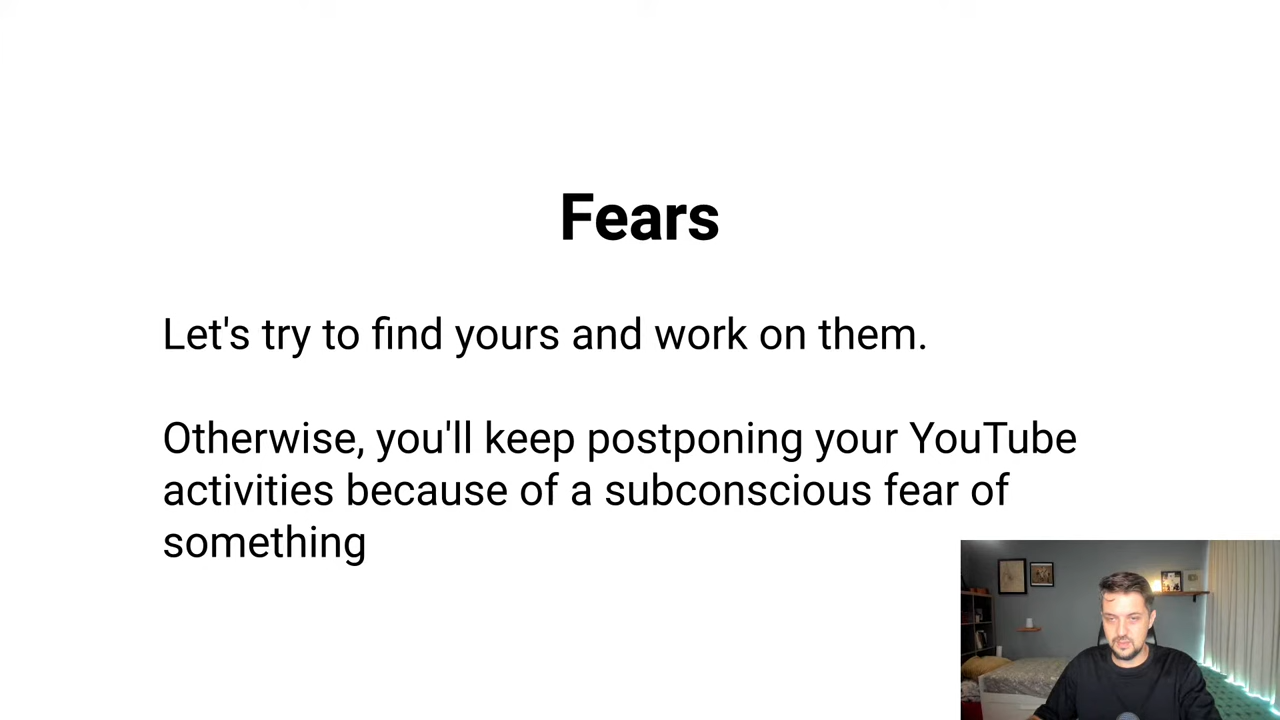 Fears
Let's try to find yours and work on them.
Otherwise, you'll keep postponing your YouTube
activities because of a subconscious fear of
something